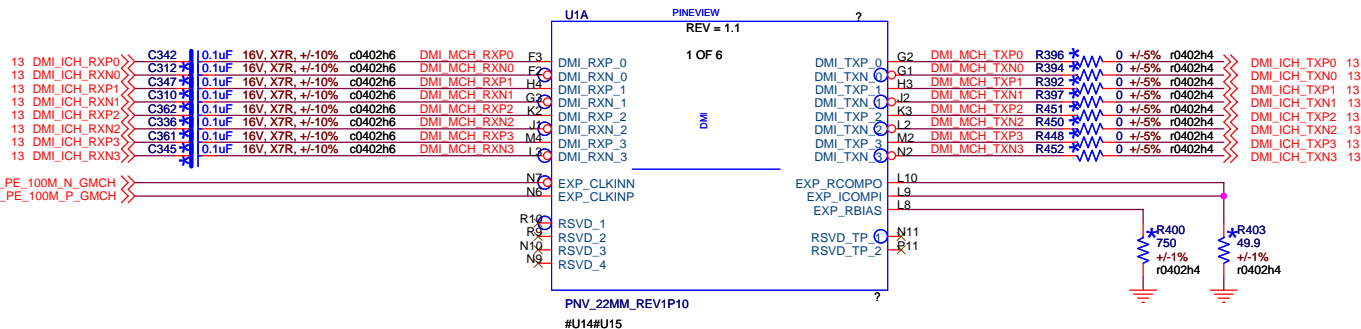 U1A PINEVIEW ?
REV = 1.1
1 OF 6
13 DMI_ICH_RXP0 C342 0.1uF 16V, X7R, +/-10% c0402h6 DMI_MCH_RXP0 F3 DMI_RXP_0
13 DMI_ICH_RXN0 C312 0.1uF 16V, X7R, +/-10% c0402h6 DMI_MCH_RXN0 F2 DMI_RXN_0
13 DMI_ICH_RXP1 C347 0.1uF 16V, X7R, +/-10% c0402h6 DMI_MCH_RXP1 H4 DMI_RXP_1
13 DMI_ICH_RXN1 C310 0.1uF 16V, X7R, +/-10% c0402h6 DMI_MCH_RXN1 G3 DMI_RXN_1
13 DMI_ICH_RXP2 C362 0.1uF 16V, X7R, +/-10% c0402h6 DMI_MCH_RXP2 K2 DMI_RXP_2
13 DMI_ICH_RXN2 C336 0.1uF 16V, X7R, +/-10% c0402h6 DMI_MCH_RXN2 J1 DMI_RXN_2
13 DMI_ICH_RXP3 C361 0.1uF 16V, X7R, +/-10% c0402h6 DMI_MCH_RXP3 M4 DMI_RXP_3
13 DMI_ICH_RXN3 C345 0.1uF 16V, X7R, +/-10% c0402h6 DMI_MCH_RXN3 L3 DMI_RXN_3
_PE_100M_N_GMCH N7 EXP_CLKINN
_PE_100M_P_GMCH N6 EXP_CLKINP
R10 RSVD_1
R9 RSVD_2
N10 RSVD_3
N9 RSVD_4
DMI
DMI_TXP_0 G2 DMI_MCH_TXP0 R396 * 0 +/-5% r0402h4 DMI_ICH_TXP0 13
DMI_TXN_0 G1 DMI_MCH_TXN0 R394 * 0 +/-5% r0402h4 DMI_ICH_TXN0 13
DMI_TXP_1 H3 DMI_MCH_TXP1 R392 * 0 +/-5% r0402h4 DMI_ICH_TXP1 13
DMI_TXN_1 J2 DMI_MCH_TXN1 R397 * 0 +/-5% r0402h4 DMI_ICH_TXN1 13
DMI_TXP_2 K3 DMI_MCH_TXP2 R451 * 0 +/-5% r0402h4 DMI_ICH_TXP2 13
DMI_TXN_2 L2 DMI_MCH_TXN2 R450 * 0 +/-5% r0402h4 DMI_ICH_TXN2 13
DMI_TXP_3 M2 DMI_MCH_TXP3 R448 * 0 +/-5% r0402h4 DMI_ICH_TXP3 13
DMI_TXN_3 N2 DMI_MCH_TXN3 R452 * 0 +/-5% r0402h4 DMI_ICH_TXN3 13
EXP_RCOMPO L10
EXP_ICOMPI L9
EXP_RBIAS L8
RSVD_TP_1 N11
RSVD_TP_2 P11
*R400
750
+/-1%
r0402h4
*R403
49.9
+/-1%
r0402h4
PNV_22MM_REV1P10 ?
#U14#U15